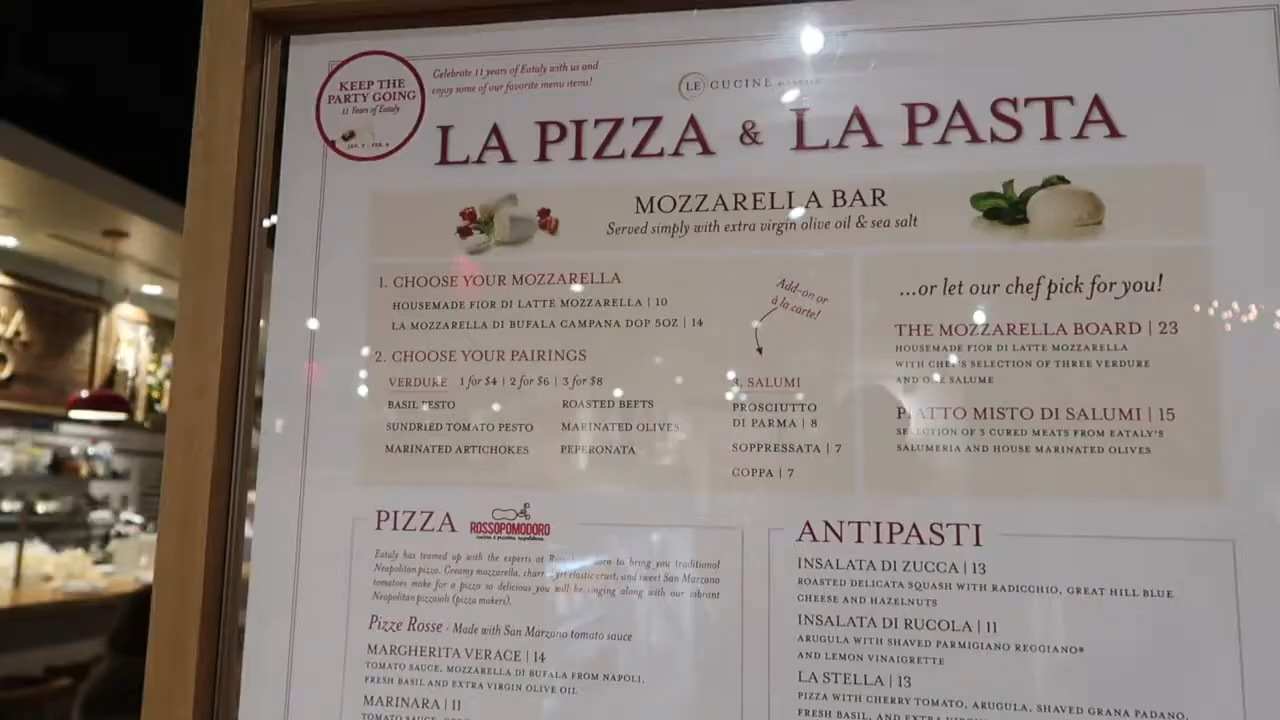 KEEP THE
PARTY GOING
11 Years of Eataly
Celebrate 11 years of Eataly with us and
enjoy some of our favorite menu items!
LE CUCINE
LA PIZZA & LA PASTA
MOZZARELLA BAR
Served simply with extra virgin olive oil & sea salt
1. CHOOSE YOUR MOZZARELLA
HOUSEMADE FIOR DI LATTE MOZZARELLA | 10
LA MOZZARELLA DI BUFALA CAMPANA DOP 5OZ | 14
Add-on or
à la carte!
2. CHOOSE YOUR PAIRINGS
VERDURE 1 for $4 | 2 for $6 | 3 for $8
BASIL PESTO
SUNDRIED TOMATO PESTO
MARINATED ARTICHOKES
ROASTED BEETS
MARINATED OLIVES
PEPERONATA
3. SALUMI
PROSCIUTTO
DI PARMA | 8
SOPPRESSATA | 7
COPPA | 7
...or let our chef pick for you!
THE MOZZARELLA BOARD | 23
HOUSEMADE FIOR DI LATTE MOZZARELLA
WITH CHEF'S SELECTION OF THREE VERDURE
AND ONE SALUME
PIATTO MISTO DI SALUMI | 15
SELECTION OF 3 CURED MEATS FROM EATALY'S
SALUMERIA AND HOUSE MARINATED OLIVES
PIZZA ROSSOPOMODORO
Eataly has teamed up with the experts at Rossopomodoro to bring you traditional
Neapolitan pizza. Creamy mozzarella, charred yet elastic crust, and sweet San Marzano
tomatoes make for a pizza so delicious you will be singing along with our vibrant
Neapolitan pizzaioli (pizza makers).
Pizze Rosse - Made with San Marzano tomato sauce
MARGHERITA VERACE | 14
TOMATO SAUCE, MOZZARELLA DI BUFALA FROM NAPOLI,
FRESH BASIL AND EXTRA VIRGIN OLIVE OIL
MARINARA | 11
TOMATO SAUCE,
ANTIPASTI
INSALATA DI ZUCCA | 13
ROASTED DELICATA SQUASH WITH RADICCHIO, GREAT HILL BLUE
CHEESE AND HAZELNUTS
INSALATA DI RUCOLA | 11
ARUGULA WITH SHAVED PARMIGIANO REGGIANO®
AND LEMON VINAIGRETTE
LA STELLA | 13
PIZZA WITH CHERRY TOMATO, ARUGULA, SHAVED GRANA PADANO,
FRESH BASIL, AND EXTRA